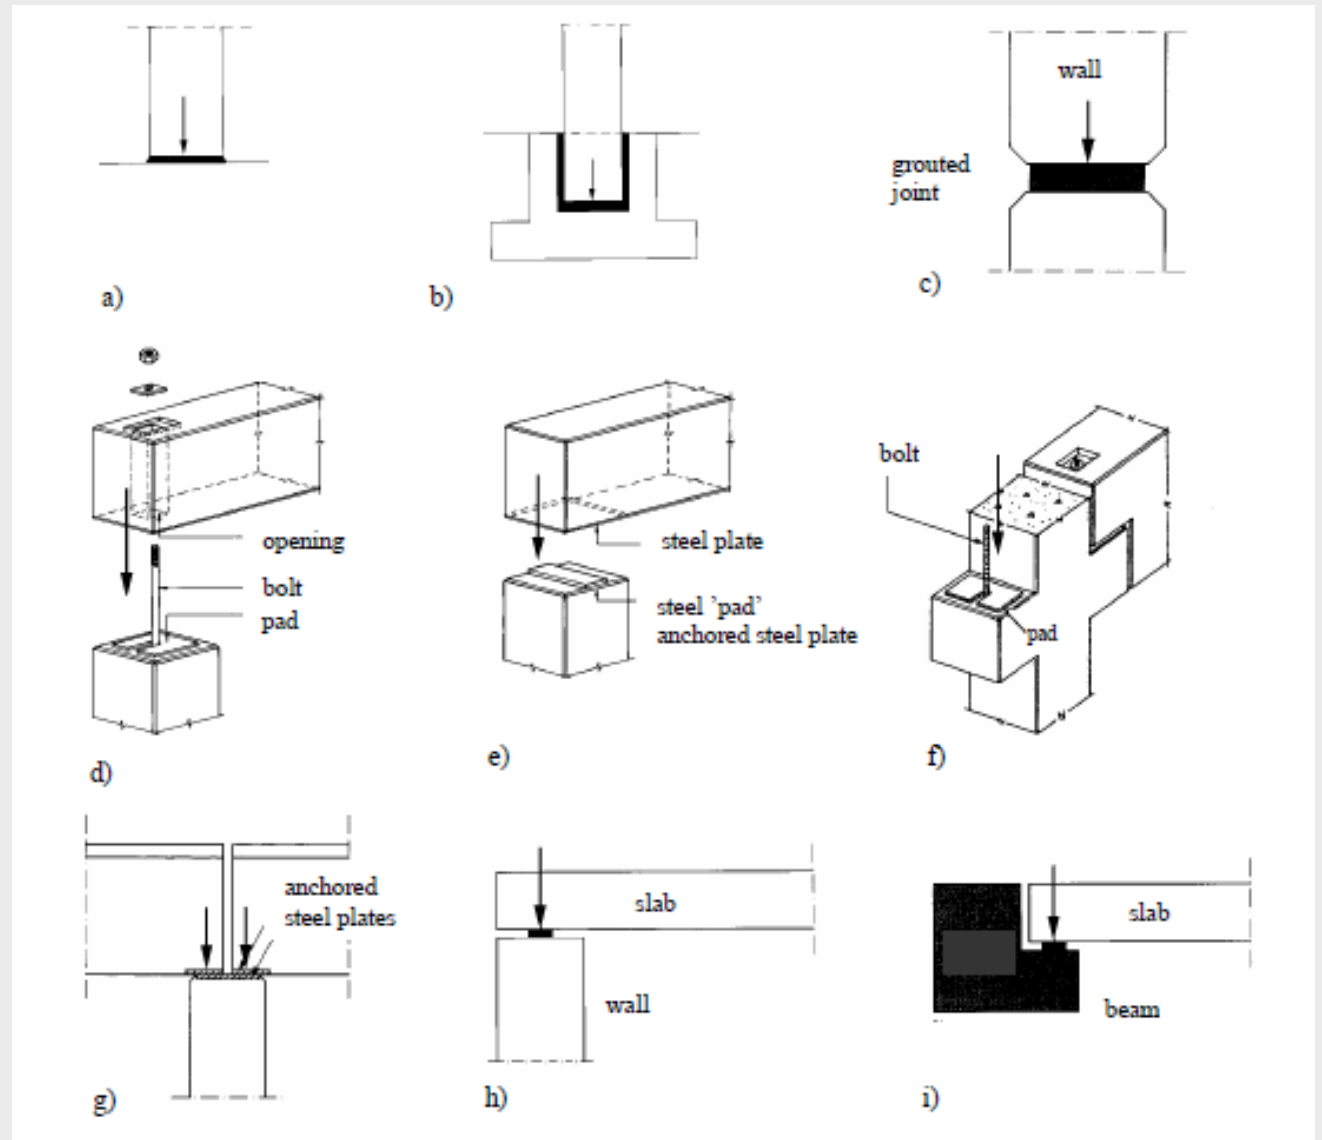 wall
grouted
joint
a)
b)
c)
opening
bolt
pad
steel plate
steel 'pad'
anchored steel plate
bolt
pad
d)
e)
f)
anchored
steel plates
slab
wall
slab
beam
g)
h)
i)